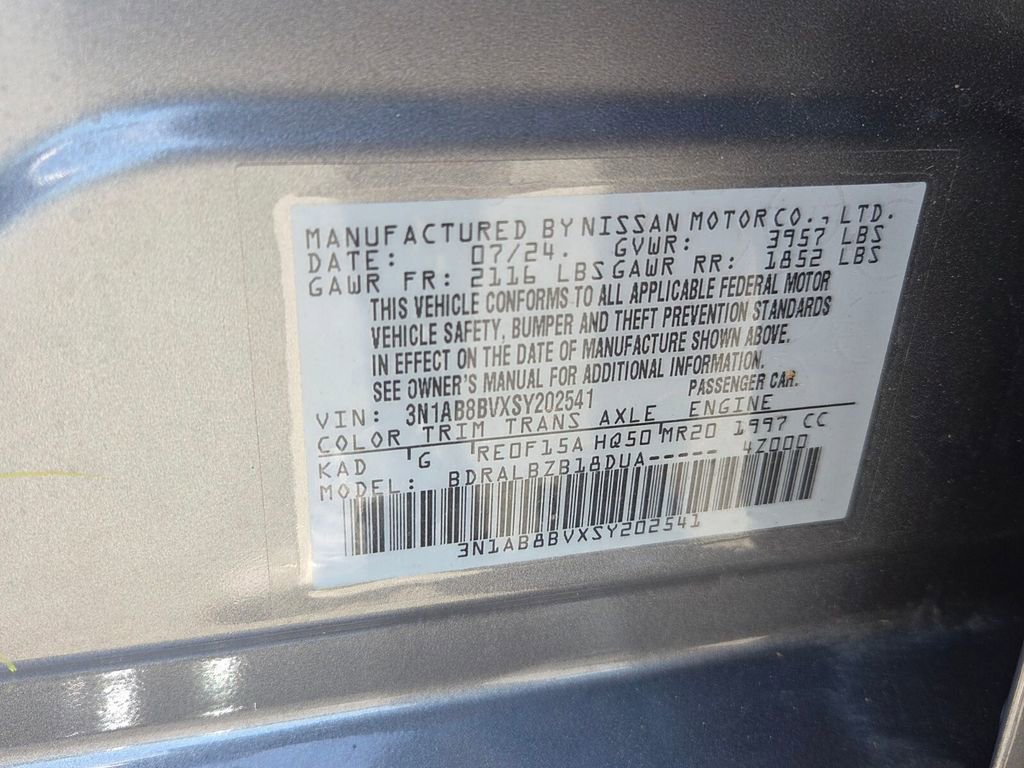 MANUFACTURED BY NISSAN MOTOR CO., LTD.
DATE: 07/24. GVWR: 3957 LBS
GAWR FR: 2116 LBS GAWR RR: 1852 LBS
THIS VEHICLE CONFORMS TO ALL APPLICABLE FEDERAL MOTOR
VEHICLE SAFETY, BUMPER AND THEFT PREVENTION STANDARDS
IN EFFECT ON THE DATE OF MANUFACTURE SHOWN ABOVE.
SEE OWNER'S MANUAL FOR ADDITIONAL INFORMATION.
PASSENGER CAR.
VIN: 3N1AB8BVXSY202541
COLOR TRIM TRANS AXLE ENGINE
KAD G RE0F15A HQ50 MR20 1997 CC
MODEL: BDRALBZB18DUA----- 4Z000
3N1AB8BVXSY202541